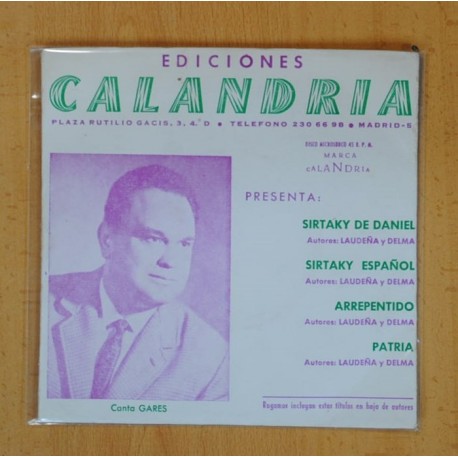 EDICIONES
CALANDRIA
PLAZA RUTILIO GACIS, 3, 4.º D • TELEFONO 230 66 98 • MADRID-5
DISCO MICROSURCO 45 R. P. M.
MARCA
CALANDRIA
PRESENTA:
SIRTAKY DE DANIEL
Autores: LAUDEÑA y DELMA
SIRTAKY ESPAÑOL
Autores: LAUDEÑA y DELMA
ARREPENTIDO
Autores: LAUDEÑA y DELMA
PATRIA
Autores: LAUDEÑA y DELMA
Canta GARES
Rogamos incluyan estos títulos en hoja de autores